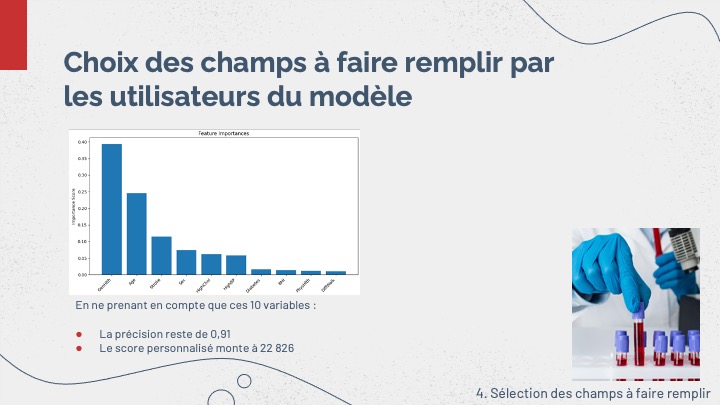 Choix des champs à faire remplir par
les utilisateurs du modèle
Feature Importances
Importance Score
0.40
0.35
0.30
0.25
0.20
0.15
0.10
0.05
0.00
GenHlth
Age
Stroke
Sex
HighChol
HighBP
Diabetes
BMI
PhysHlth
DiffWalk
En ne prenant en compte que ces 10 variables :
La précision reste de 0,91
Le score personnalisé monte à 22 826
4. Sélection des champs à faire remplir